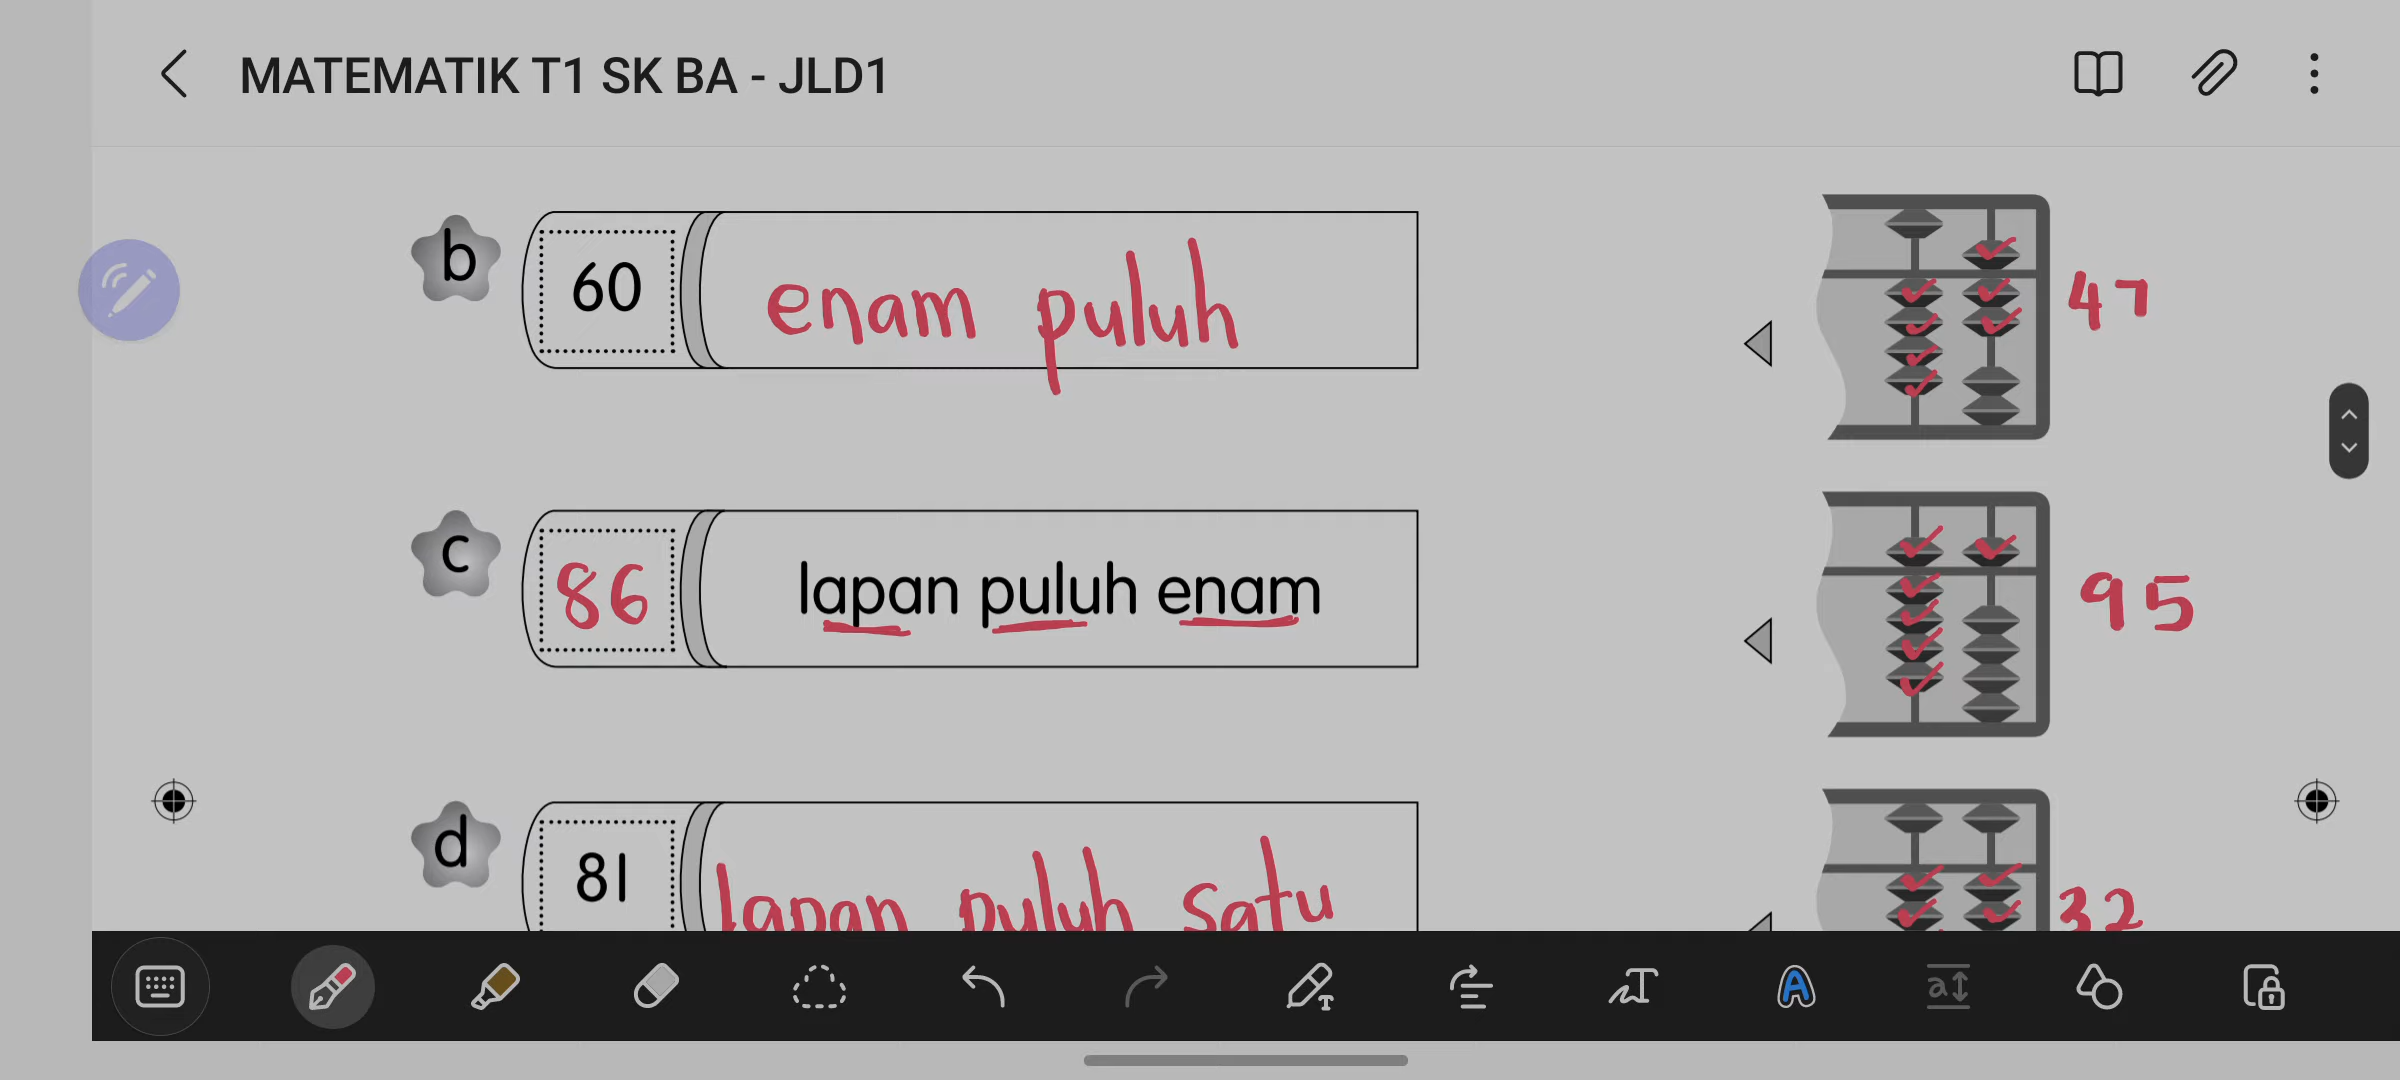 MATEMATIK T1 SK BA - JLD1
b
60
enam puluh
47
c
86
lapan puluh enam
95
d
81
lapan puluh satu
32